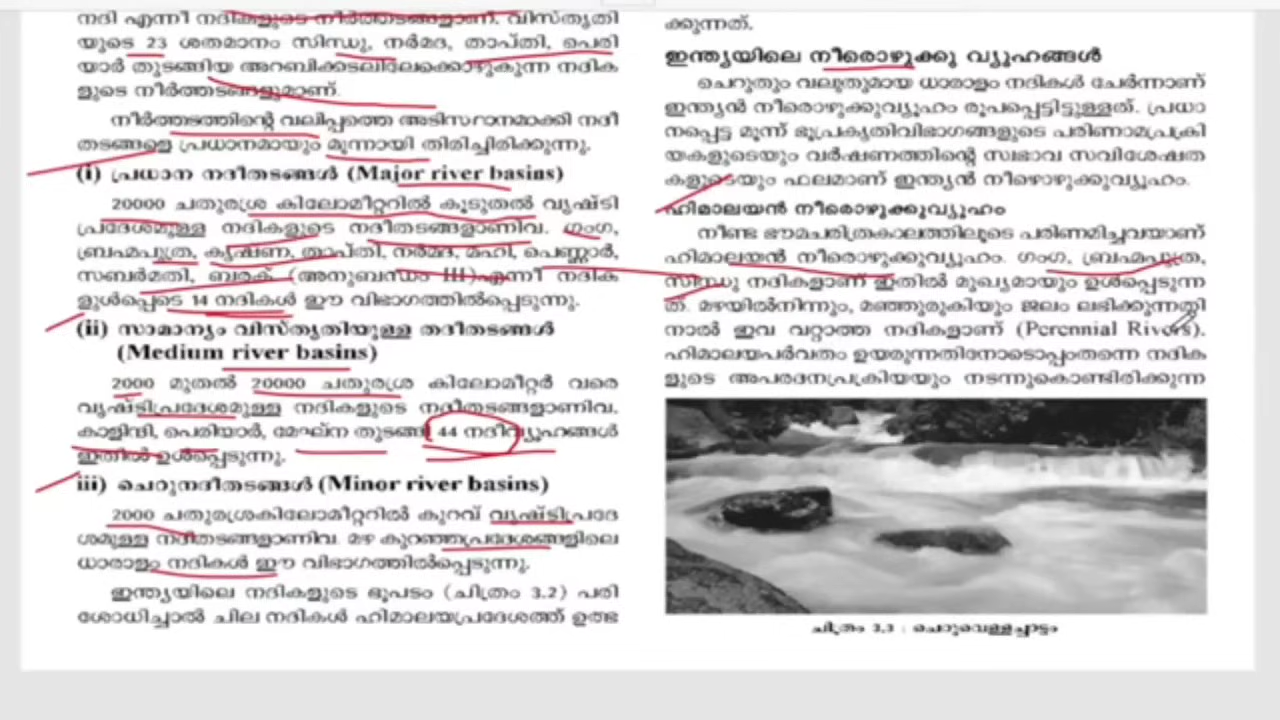 നദി എന്നീ നദികളുടെ നീർത്തടങ്ങളാണ്. വിസ്തൃതി
യുടെ 23 ശതമാനം സിന്ധു, നർമദ, താപ്തി, പെരി
യാർ തുടങ്ങിയ അറബിക്കടലിലേക്കൊഴുകുന്ന നദിക
ളുടെ നീർത്തടങ്ങളുമാണ്.
നീർത്തടത്തിന്റെ വലിപ്പത്തെ അടിസ്ഥാനമാക്കി നദീ
തടങ്ങളെ പ്രധാനമായും മൂന്നായി തിരിച്ചിരിക്കുന്നു.
(i) പ്രധാന നദീതടങ്ങൾ (Major river basins)
20000 ചതുരശ്ര കിലോമീറ്ററിൽ കൂടുതൽ വൃഷ്ടി
പ്രദേശമുള്ള നദികളുടെ നദീതടങ്ങളാണിവ. ഗംഗ,
ബ്രഹ്മപുത്ര, കൃഷ്ണ, താപ്തി, നർമദ, മഹി, പെണ്ണാർ,
സബർമതി, ബരക് (അനുബന്ധം III) എന്നീ നദിക
ളുൾപ്പെടെ 14 നദികൾ ഈ വിഭാഗത്തിൽപ്പെടുന്നു.
(ii) സാമാന്യം വിസ്തൃതിയുള്ള നദീതടങ്ങൾ
(Medium river basins)
2000 മുതൽ 20000 ചതുരശ്ര കിലോമീറ്റർ വരെ
വൃഷ്ടിപ്രദേശമുള്ള നദികളുടെ നദീതടങ്ങളാണിവ.
കാളിന്ദി, പെരിയാർ, മേഘ്ന തുടങ്ങി 44 നദീവ്യൂഹങ്ങൾ
ഇതിൽ ഉൾപ്പെടുന്നു.
iii) ചെറുനദീതടങ്ങൾ (Minor river basins)
2000 ചതുരശ്രകിലോമീറ്ററിൽ കുറവ് വൃഷ്ടിപ്രദേ
ശമുള്ള നദീതടങ്ങളാണിവ. മഴ കുറഞ്ഞപ്രദേശങ്ങളിലെ
ധാരാളം നദികൾ ഈ വിഭാഗത്തിൽപ്പെടുന്നു.
ഇന്ത്യയിലെ നദികളുടെ ഭൂപടം (ചിത്രം 3.2) പരി
ശോധിച്ചാൽ ചില നദികൾ ഹിമാലയപ്രദേശത്ത് ഉത്ഭ
ക്കുന്നത്.
ഇന്ത്യയിലെ നീരൊഴുക്കു വ്യൂഹങ്ങൾ
ചെറുതും വലുതുമായ ധാരാളം നദികൾ ചേർന്നാണ്
ഇന്ത്യൻ നീരൊഴുക്കുവ്യൂഹം രൂപപ്പെട്ടിട്ടുള്ളത്. പ്രധാ
നപ്പെട്ട മൂന്ന് ഭൂപ്രകൃതിവിഭാഗങ്ങളുടെ പരിണാമപ്രക്രി
യകളുടെയും വർഷണത്തിന്റെ സ്വഭാവ സവിശേഷത
കളുടെയും ഫലമാണ് ഇന്ത്യൻ നീഴൊഴുക്കുവ്യൂഹം.
ഹിമാലയൻ നീരൊഴുക്കുവ്യൂഹം
നീണ്ട ഭൗമചരിത്രകാലത്തിലൂടെ പരിണമിച്ചവയാണ്
ഹിമാലയൻ നീരൊഴുക്കുവ്യൂഹം. ഗംഗ, ബ്രഹ്മപുത്ര,
സിന്ധു നദികളാണ് ഇതിൽ മുഖ്യമായും ഉൾപ്പെടുന്ന
ത്. മഴയിൽനിന്നും, മഞ്ഞുരുകിയും ജലം ലഭിക്കുന്നതി
നാൽ ഇവ വറ്റാത്ത നദികളാണ് (Perennial Rivers).
ഹിമാലയപർവതം ഉയരുന്നതിനോടൊപ്പംതന്നെ നദിക
ളുടെ അപരദനപ്രക്രിയയും നടന്നുകൊണ്ടിരിക്കുന്ന
ചിത്രം 3.3 : ചെറുവെള്ളച്ചാട്ടം